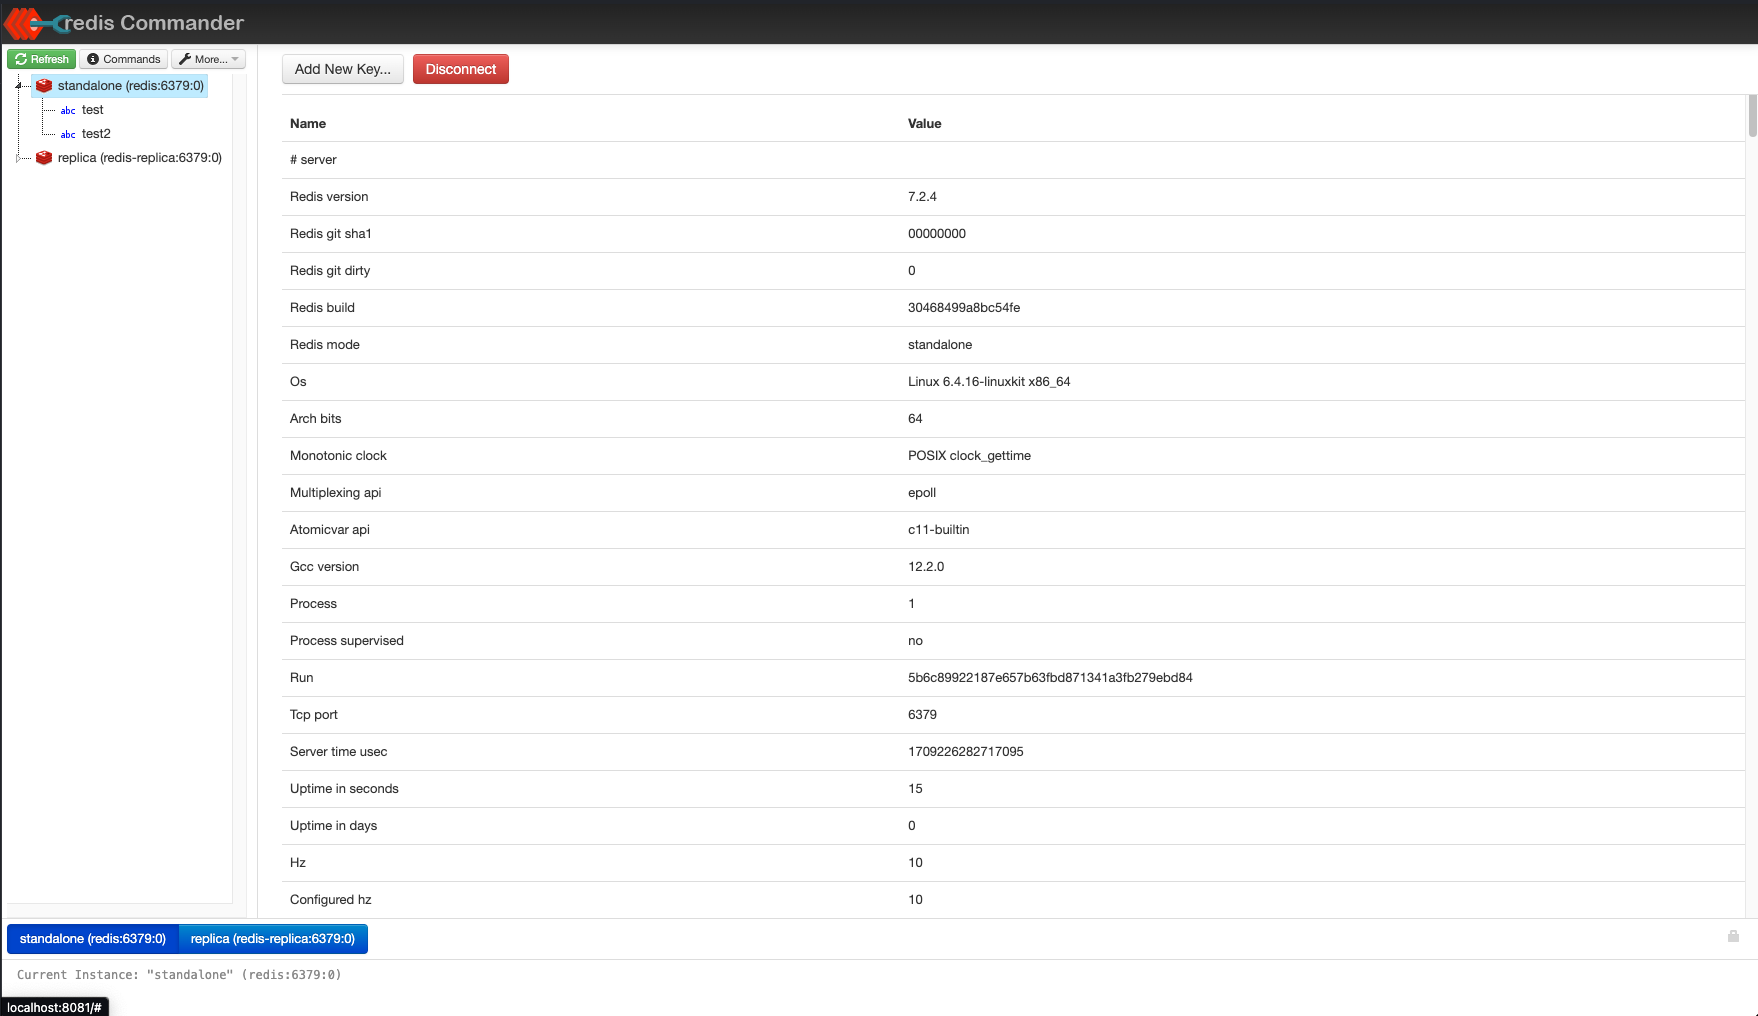 redis Commander
Refresh Commands More...
standalone (redis:6379:0)
abc test
abc test2
replica (redis-replica:6379:0)
Add New Key... Disconnect
Name Value
# server
Redis version 7.2.4
Redis git sha1 00000000
Redis git dirty 0
Redis build 30468499a8bc54fe
Redis mode standalone
Os Linux 6.4.16-linuxkit x86_64
Arch bits 64
Monotonic clock POSIX clock_gettime
Multiplexing api epoll
Atomicvar api c11-builtin
Gcc version 12.2.0
Process 1
Process supervised no
Run 5b6c89922187e657b63fbd871341a3fb279ebd84
Tcp port 6379
Server time usec 1709226282717095
Uptime in seconds 15
Uptime in days 0
Hz 10
Configured hz 10
standalone (redis:6379:0) replica (redis-replica:6379:0)
Current Instance: "standalone" (redis:6379:0)
localhost:8081/#